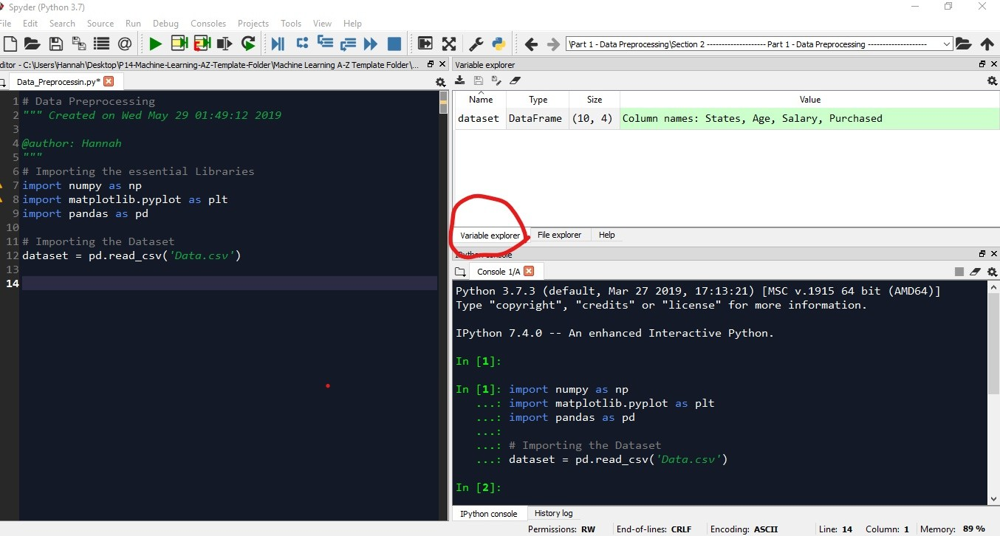 Spyder (Python 3.7)
File Edit Search Source Run Debug Consoles Projects Tools View Help
\Part 1 - Data Preprocessing\Section 2 -------------------- Part 1 - Data Preprocessing --------------------
ditor - C:\Users\Hannah\Desktop\P14-Machine-Learning-AZ-Template-Folder\Machine Learning A-Z Template Folder\...
Data_Preprocessin.py*
1 # Data Preprocessing
2 """ Created on Wed May 29 01:49:12 2019
3
4 @author: Hannah
5 """
6 # Importing the essential Libraries
7 import numpy as np
8 import matplotlib.pyplot as plt
9 import pandas as pd
10
11 # Importing the Dataset
12 dataset = pd.read_csv('Data.csv')
13
14
Variable explorer
Name Type Size Value
dataset DataFrame (10, 4) Column names: States, Age, Salary, Purchased
Variable explorer File explorer Help
IPython console
Console 1/A
Python 3.7.3 (default, Mar 27 2019, 17:13:21) [MSC v.1915 64 bit (AMD64)]
Type "copyright", "credits" or "license" for more information.
IPython 7.4.0 -- An enhanced Interactive Python.
In [1]:
In [1]: import numpy as np
...: import matplotlib.pyplot as plt
...: import pandas as pd
...:
...: # Importing the Dataset
...: dataset = pd.read_csv('Data.csv')
In [2]:
IPython console History log
Permissions: RW End-of-lines: CRLF Encoding: ASCII Line: 14 Column: 1 Memory: 89 %